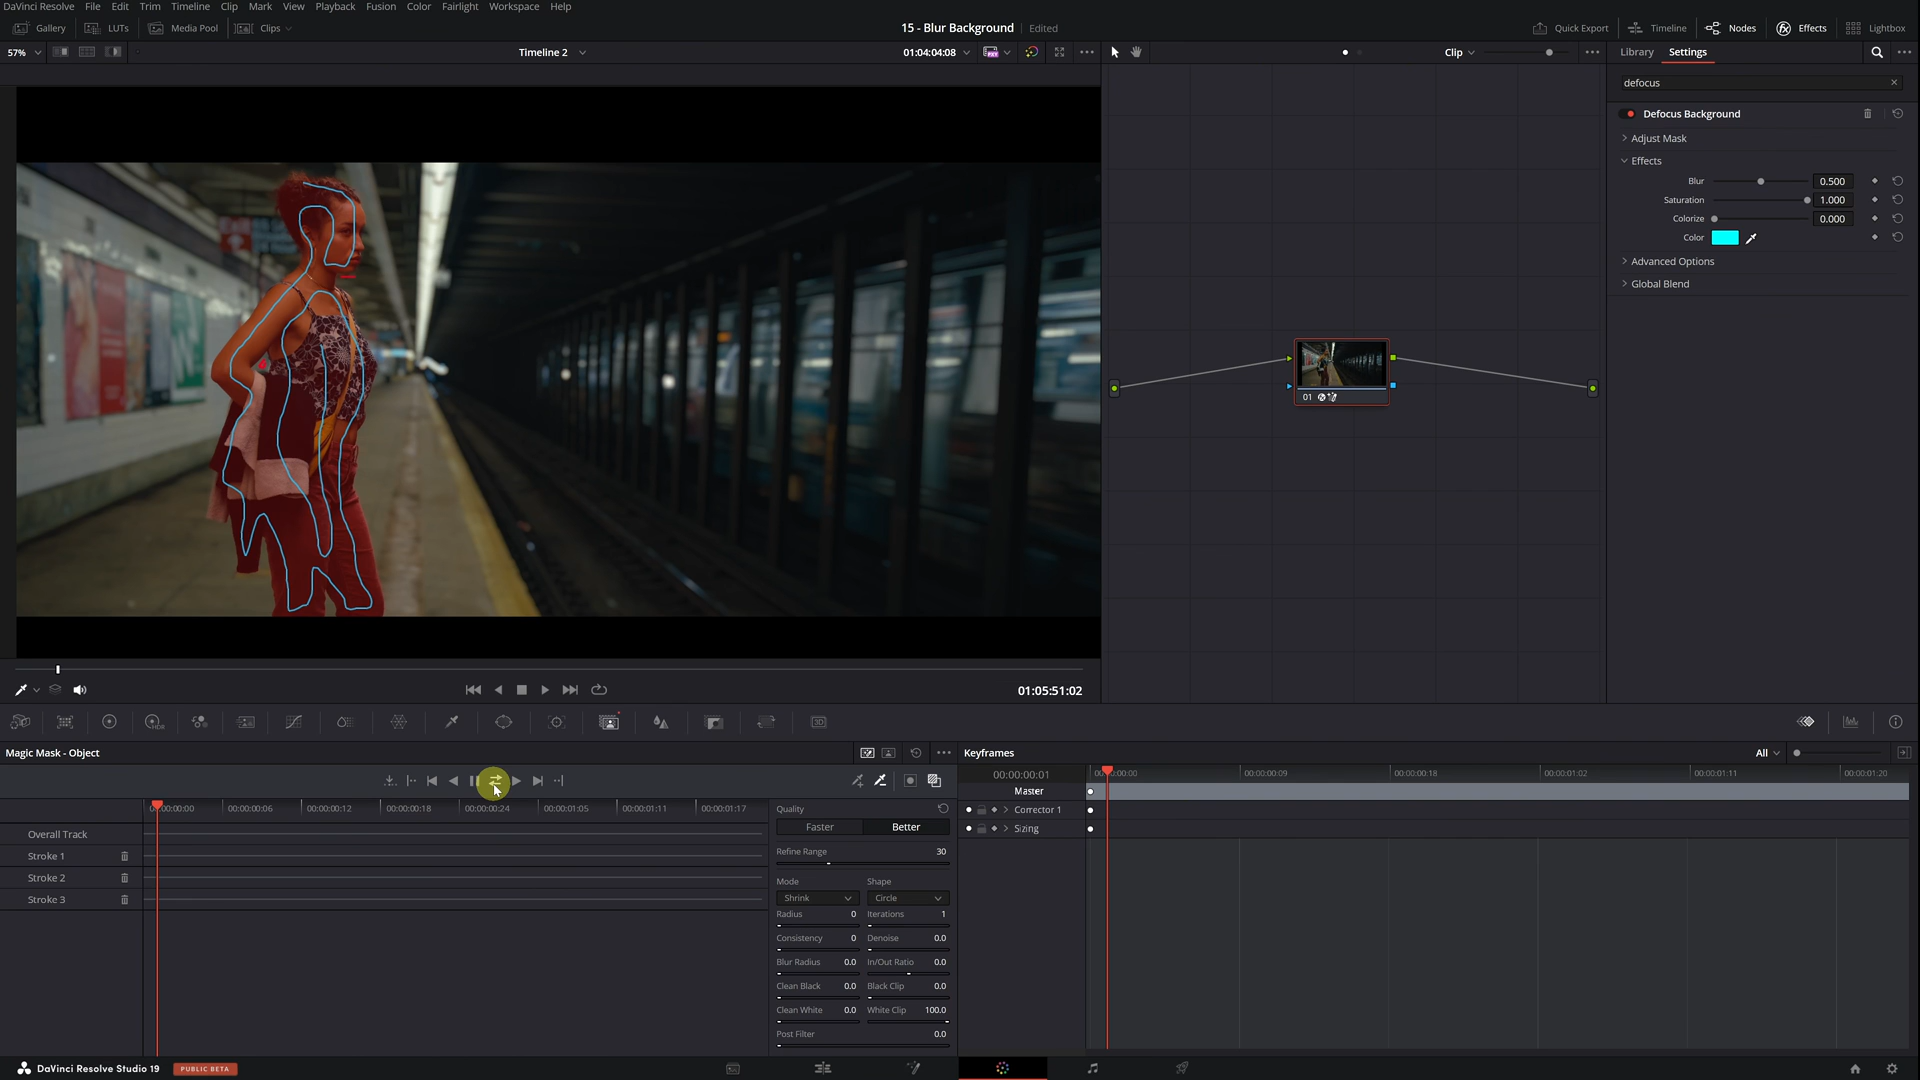 DaVinci Resolve File Edit Trim Timeline Clip Mark View Playback Fusion Color Fairlight Workspace Help
Gallery LUTs Media Pool Clips 15 - Blur Background Edited Quick Export Timeline Nodes Effects Lightbox
57% Timeline 2 01:04:04:08 Clip Library Settings
defocus
Defocus Background
Adjust Mask
Effects
Blur 0.500
Saturation 1.000
Colorize 0.000
Color
Advanced Options
Global Blend
01
01:05:51:02
Magic Mask - Object
Keyframes All
00:00:00:01
00:00:00:09 00:00:00:18 00:00:01:02 00:00:01:11 00:00:01:20
Master
Corrector 1
Sizing
00:00:00:06 00:00:00:12 00:00:00:18 00:00:00:24 00:00:01:05 00:00:01:11 00:00:01:17
Overall Track
Stroke 1
Stroke 2
Stroke 3
Quality
Faster Better
Refine Range 30
Mode Shape
Shrink Circle
Radius 0 Iterations 1
Consistency 0 Denoise 0.0
Blur Radius 0.0 In/Out Ratio 0.0
Clean Black 0.0 Black Clip 0.0
Clean White 0.0 White Clip 100.0
Post Filter 0.0
DaVinci Resolve Studio 19 PUBLIC BETA